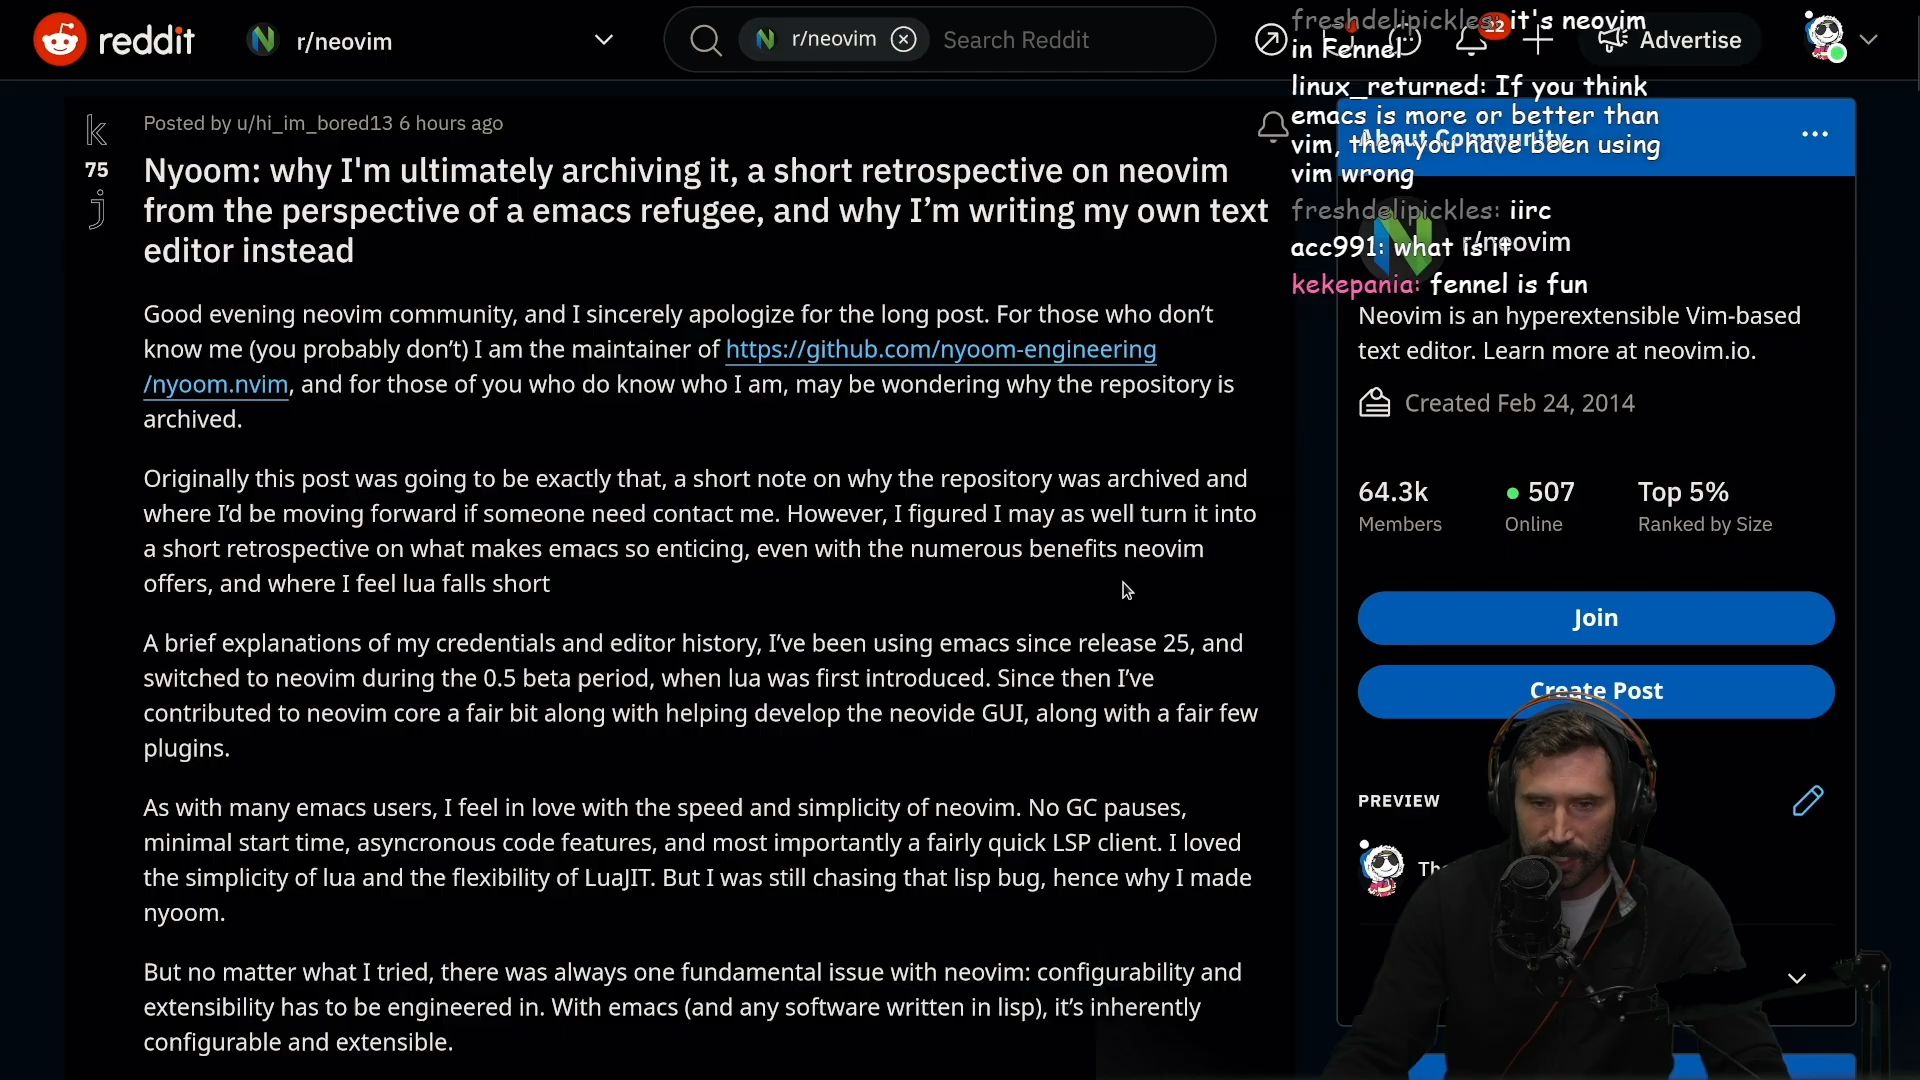 reddit
r/neovim
r/neovim
Search Reddit
22
Advertise
freshdelipickles: it's neovim
in Fennel
linux_returned: If you think
emacs is more or better than
vim, then you have been using
vim wrong
freshdelipickles: iirc
acc991: what is it
kekepania: fennel is fun
k
75
j
Posted by u/hi_im_bored13 6 hours ago
Nyoom: why I'm ultimately archiving it, a short retrospective on neovim
from the perspective of a emacs refugee, and why I’m writing my own text
editor instead
Good evening neovim community, and I sincerely apologize for the long post. For those who don’t
know me (you probably don’t) I am the maintainer of https://github.com/nyoom-engineering
/nyoom.nvim, and for those of you who do know who I am, may be wondering why the repository is
archived.
Originally this post was going to be exactly that, a short note on why the repository was archived and
where I’d be moving forward if someone need contact me. However, I figured I may as well turn it into
a short retrospective on what makes emacs so enticing, even with the numerous benefits neovim
offers, and where I feel lua falls short
A brief explanations of my credentials and editor history, I’ve been using emacs since release 25, and
switched to neovim during the 0.5 beta period, when lua was first introduced. Since then I’ve
contributed to neovim core a fair bit along with helping develop the neovide GUI, along with a fair few
plugins.
As with many emacs users, I feel in love with the speed and simplicity of neovim. No GC pauses,
minimal start time, asyncronous code features, and most importantly a fairly quick LSP client. I loved
the simplicity of lua and the flexibility of LuaJIT. But I was still chasing that lisp bug, hence why I made
nyoom.
But no matter what I tried, there was always one fundamental issue with neovim: configurability and
extensibility has to be engineered in. With emacs (and any software written in lisp), it’s inherently
configurable and extensible.
About Community
r/neovim
Neovim is an hyperextensible Vim-based
text editor. Learn more at neovim.io.
Created Feb 24, 2014
64.3k
Members
507
Online
Top 5%
Ranked by Size
Join
Create Post
PREVIEW